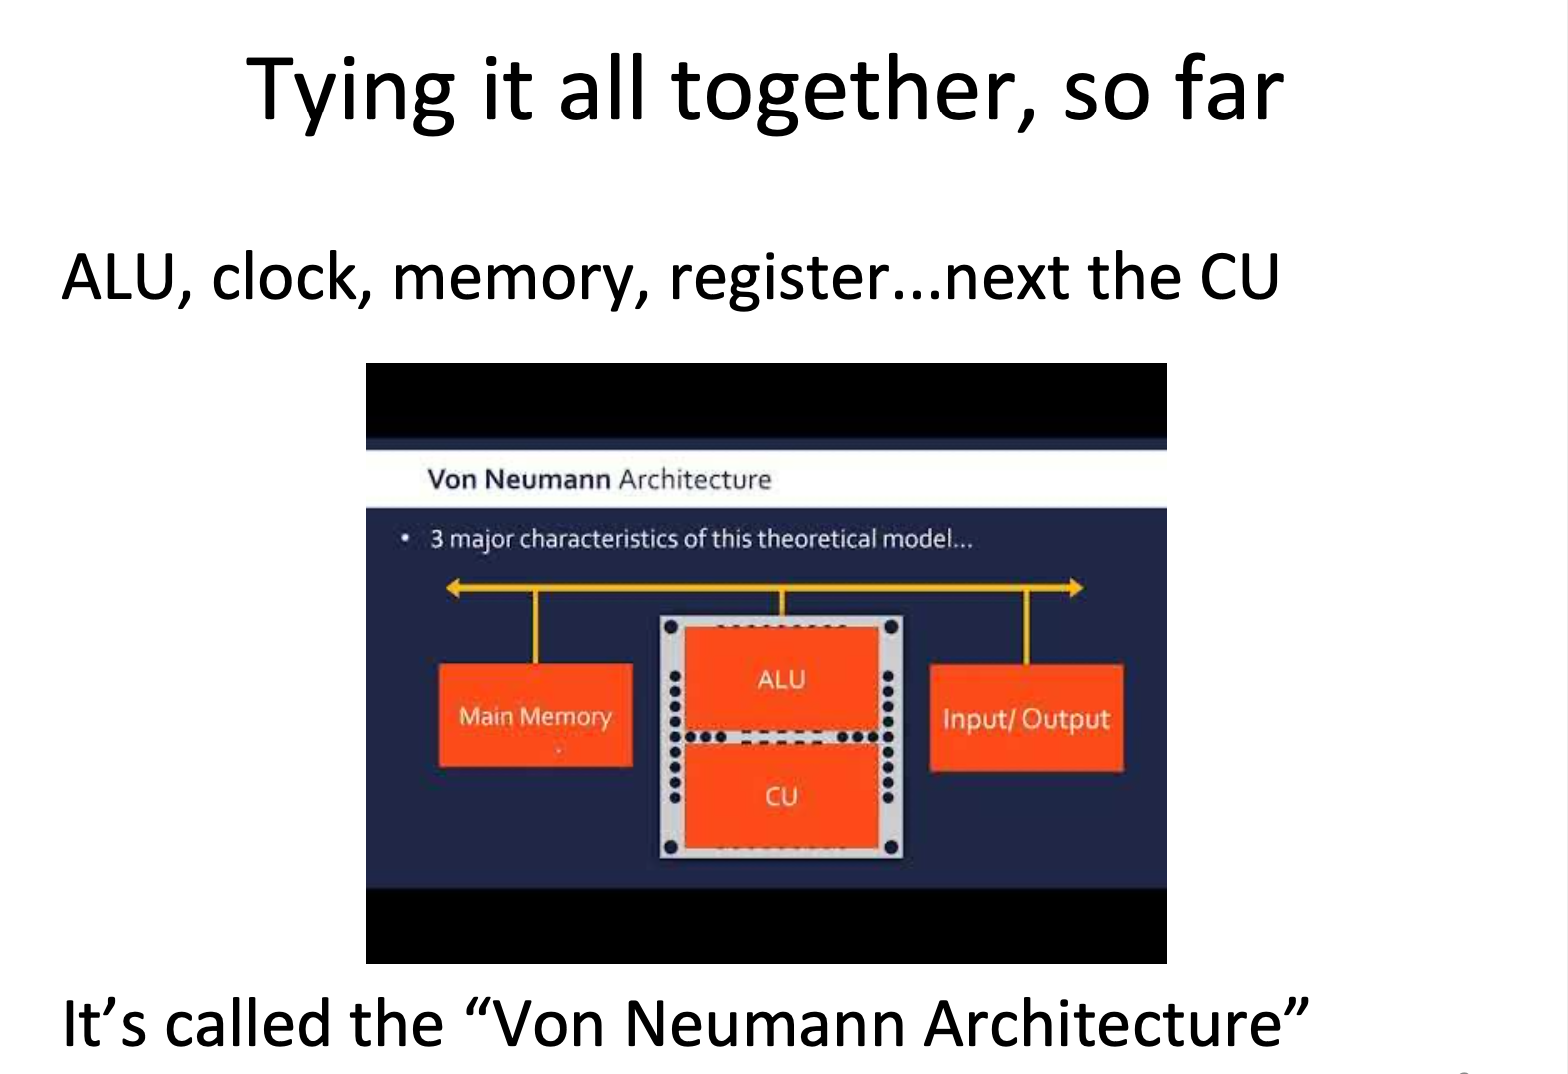 Tying it all together, so far
ALU, clock, memory, register...next the CU
Von Neumann Architecture
• 3 major characteristics of this theoretical model...
ALU
Main Memory
Input/ Output
CU
It’s called the “Von Neumann Architecture”